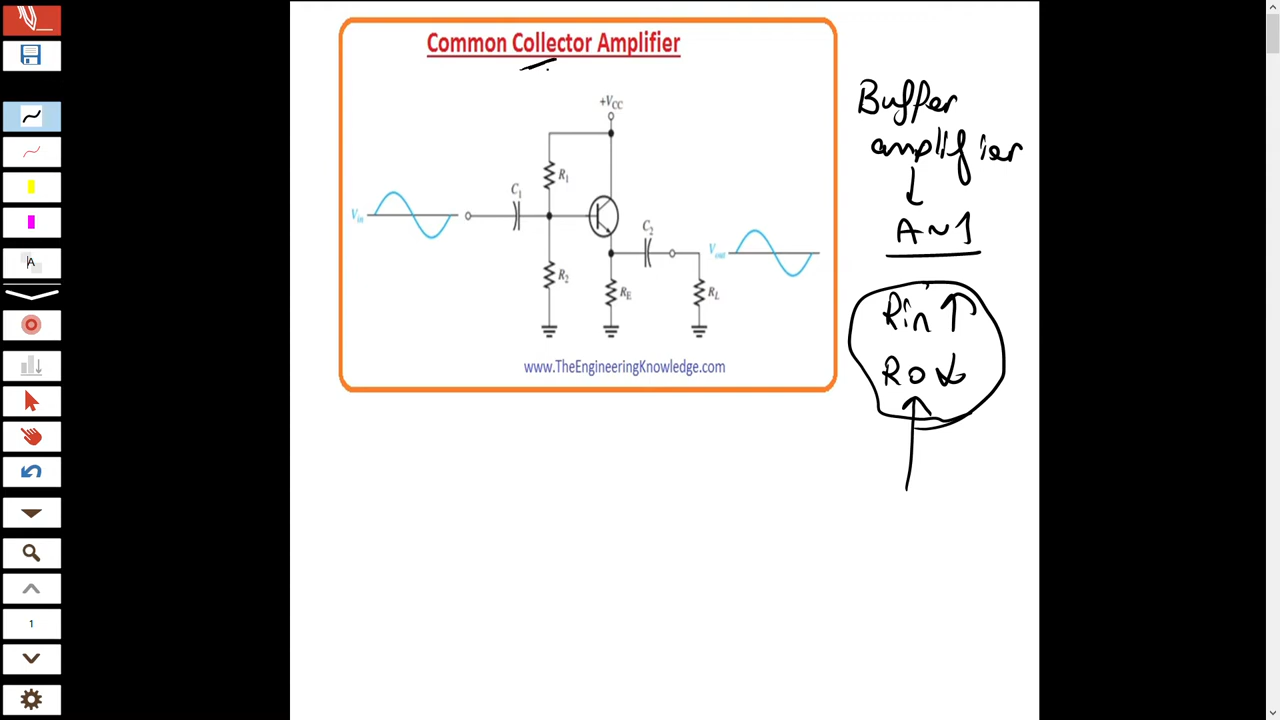 Common Collector Amplifier
+VCC
R1
C1
Vin
C2
Vout
R2
RE
RL
www.TheEngineeringKnowledge.com
Buffer
amplifier
↓
A~1
Rin ↑
Ro ↓
A
1